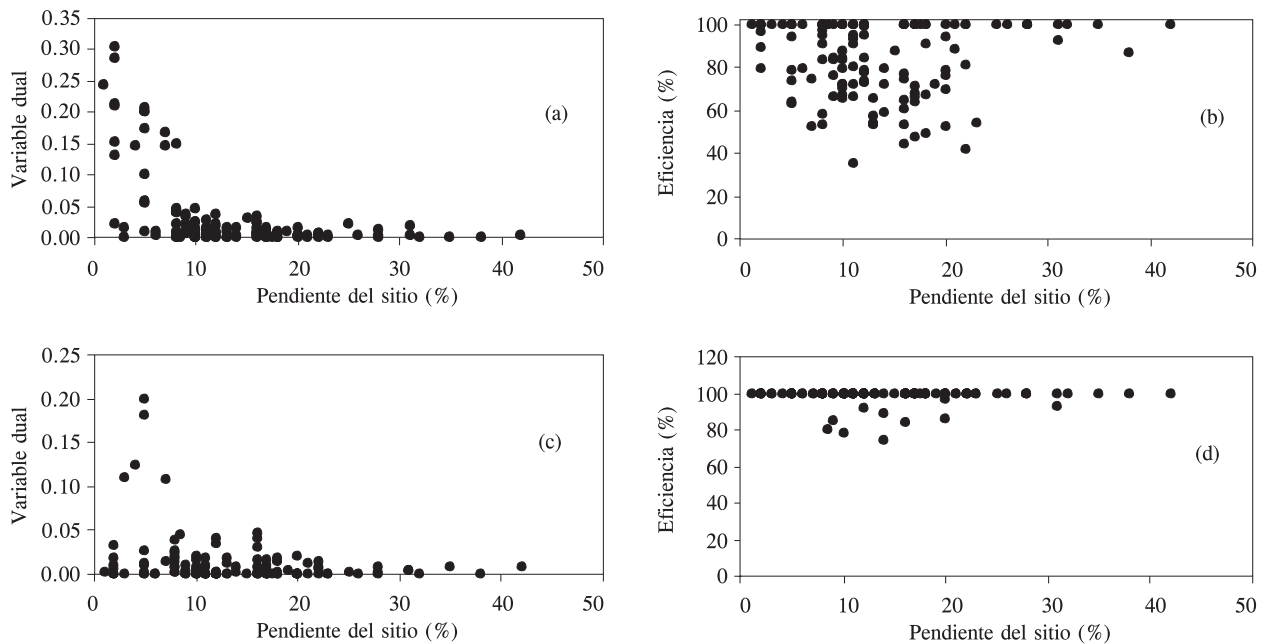 0.35
0.30
0.25
0.20
0.15
0.10
0.05
0.00
Variable dual
(a)
0 10 20 30 40 50
Pendiente del sitio (%)
100
80
60
40
20
0
Eficiencia (%)
(b)
0 10 20 30 40 50
Pendiente del sitio (%)
0.25
0.20
0.15
0.10
0.05
0.00
Variable dual
(c)
0 10 20 30 40 50
Pendiente del sitio (%)
120
100
80
60
40
20
0
Eficiencia (%)
(d)
0 10 20 30 40 50
Pendiente del sitio (%)